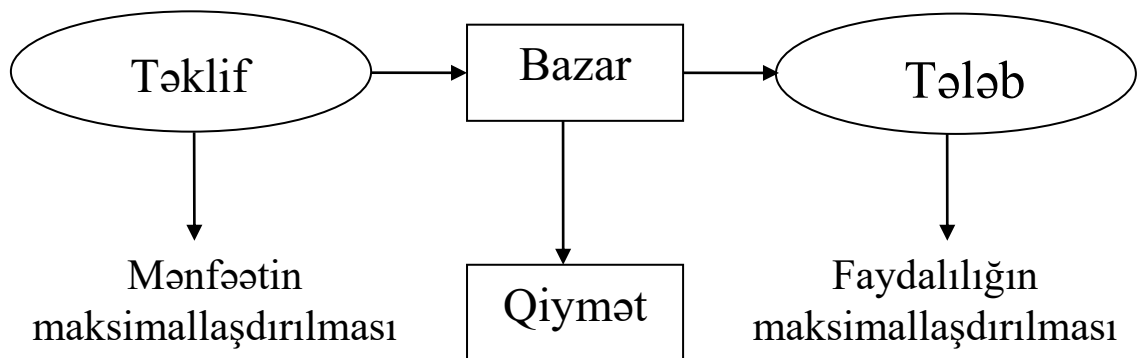 Təklif
Bazar
Tələb
Mənfəətin
maksimallaşdırılması
Qiymət
Faydalılığın
maksimallaşdırılması